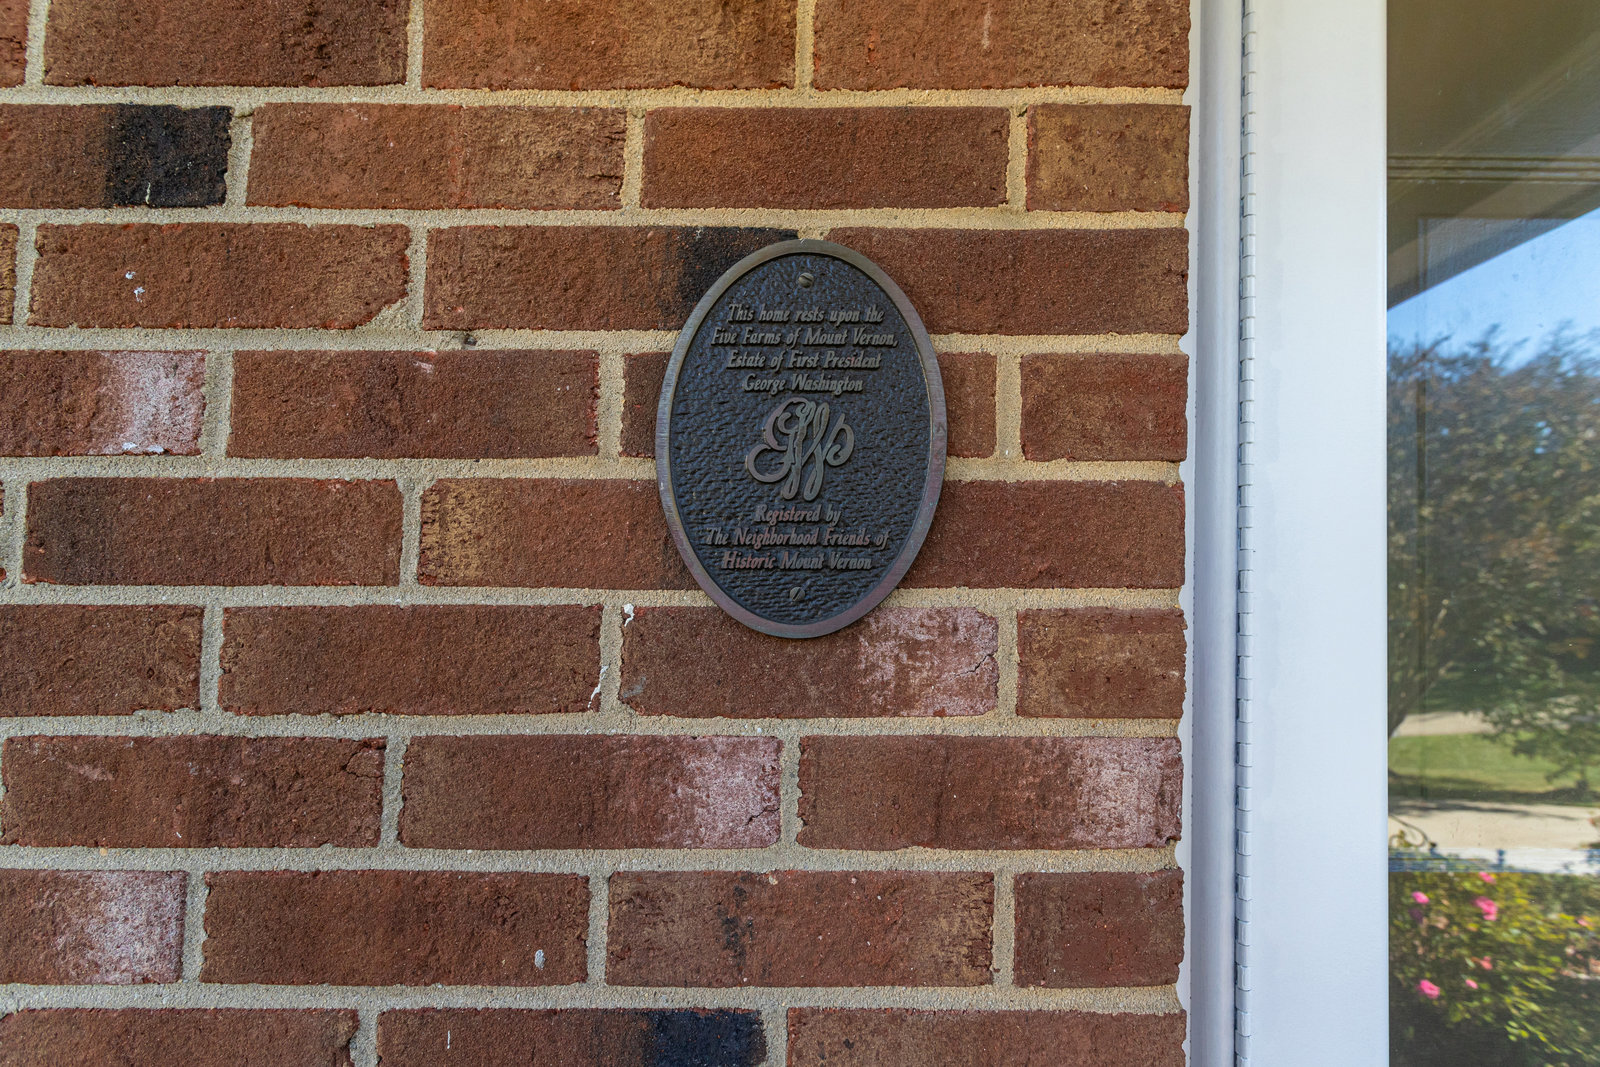 This home rests upon the
Five Farms of Mount Vernon,
Estate of First President
George Washington
GW
Registered by
The Neighborhood Friends of
Historic Mount Vernon